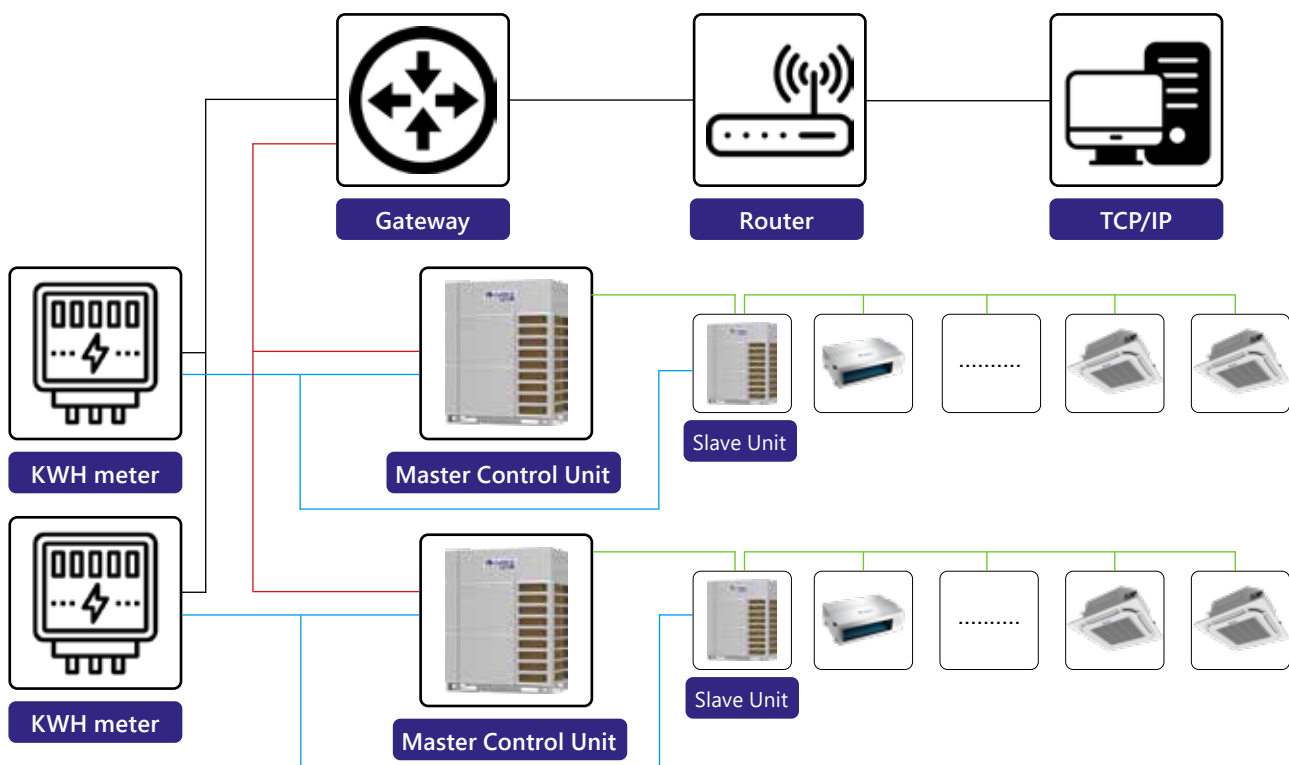 Gateway
Router
TCP/IP
KWH meter
Master Control Unit
..........
Slave Unit
KWH meter
Master Control Unit
..........
Slave Unit